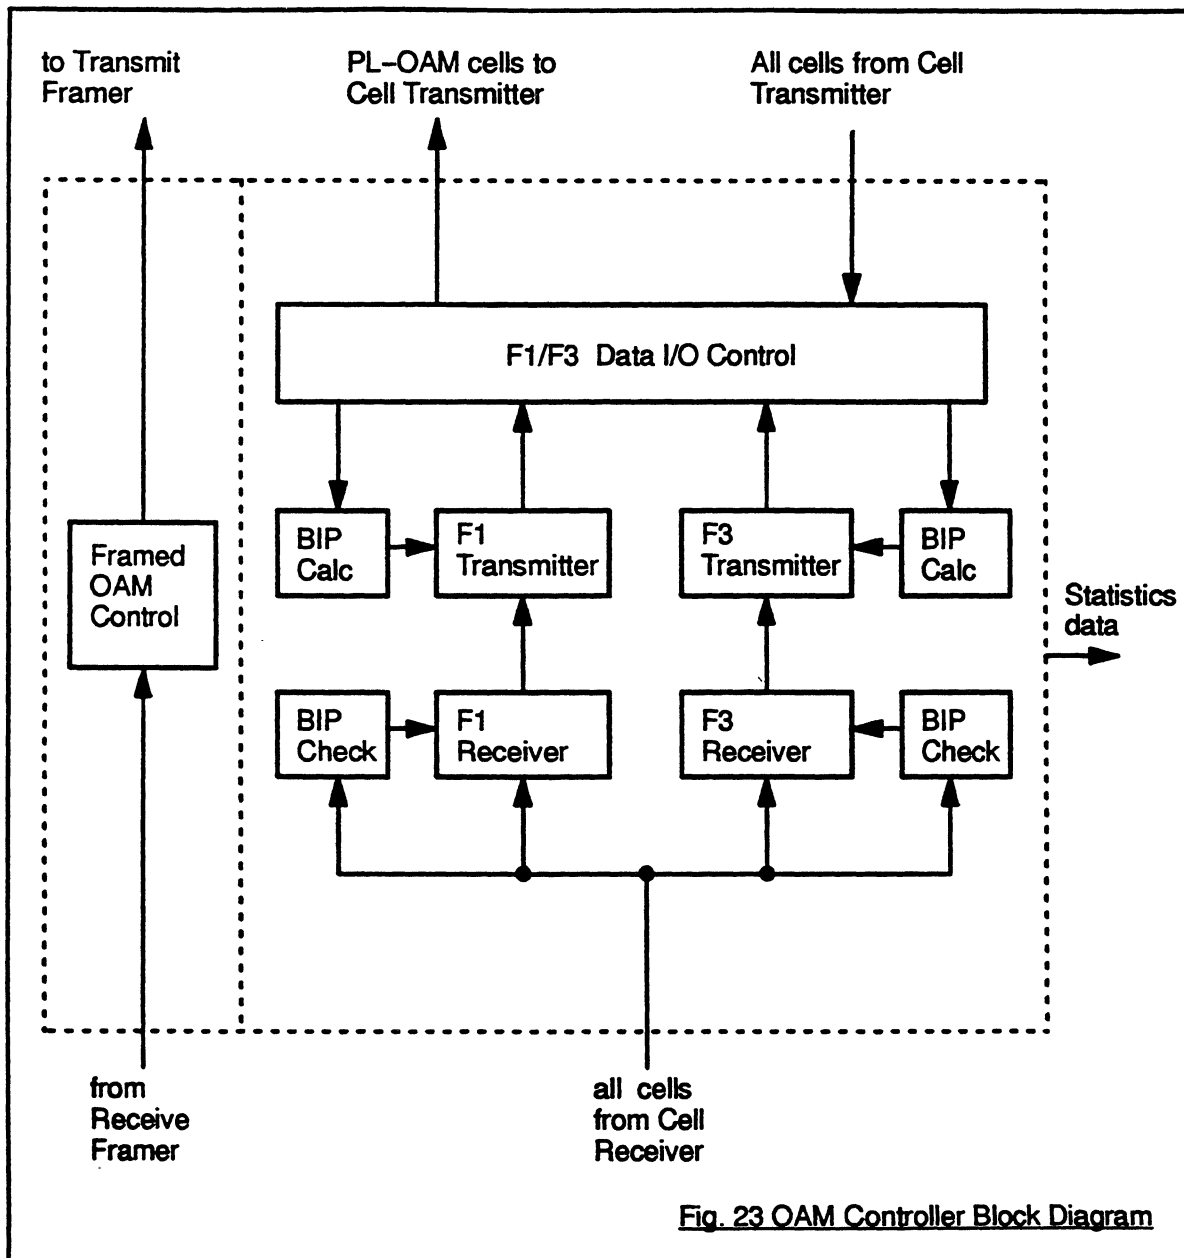 to Transmit
Framer
PL-OAM cells to
Cell Transmitter
All cells from Cell
Transmitter
F1/F3 Data I/O Control
BIP
Calc
F1
Transmitter
F3
Transmitter
BIP
Calc
Framed
OAM
Control
Statistics
data
BIP
Check
F1
Receiver
F3
Receiver
BIP
Check
from
Receive
Framer
all cells
from Cell
Receiver
Fig. 23 OAM Controller Block Diagram